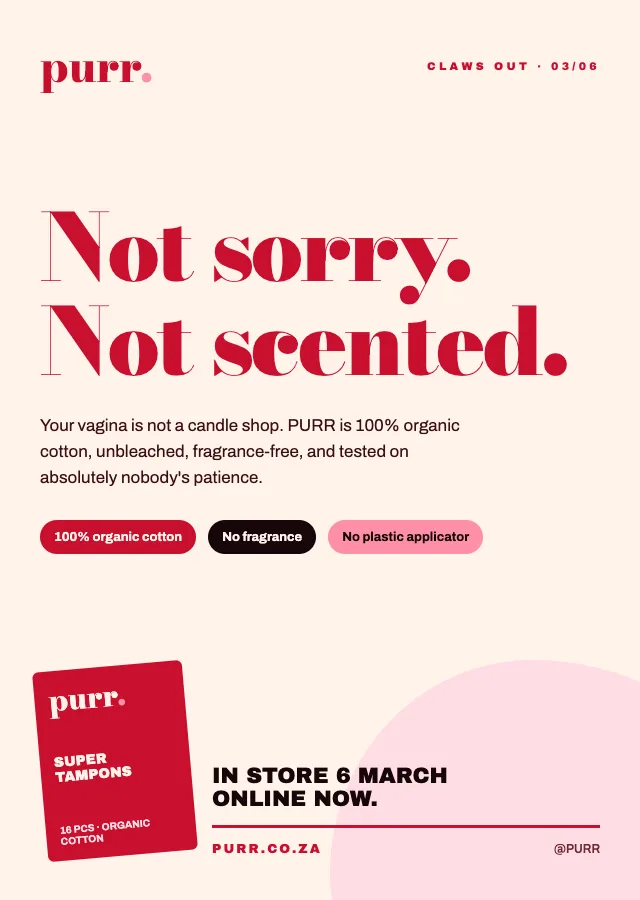 purr.
CLAWS OUT · 03/06
Not sorry.
Not scented.
Your vagina is not a candle shop. PURR is 100% organic
cotton, unbleached, fragrance-free, and tested on
absolutely nobody's patience.
100% organic cotton
No fragrance
No plastic applicator
purr.
SUPER
TAMPONS
16 PCS · ORGANIC
COTTON
IN STORE 6 MARCH
ONLINE NOW.
PURR.CO.ZA
@PURR